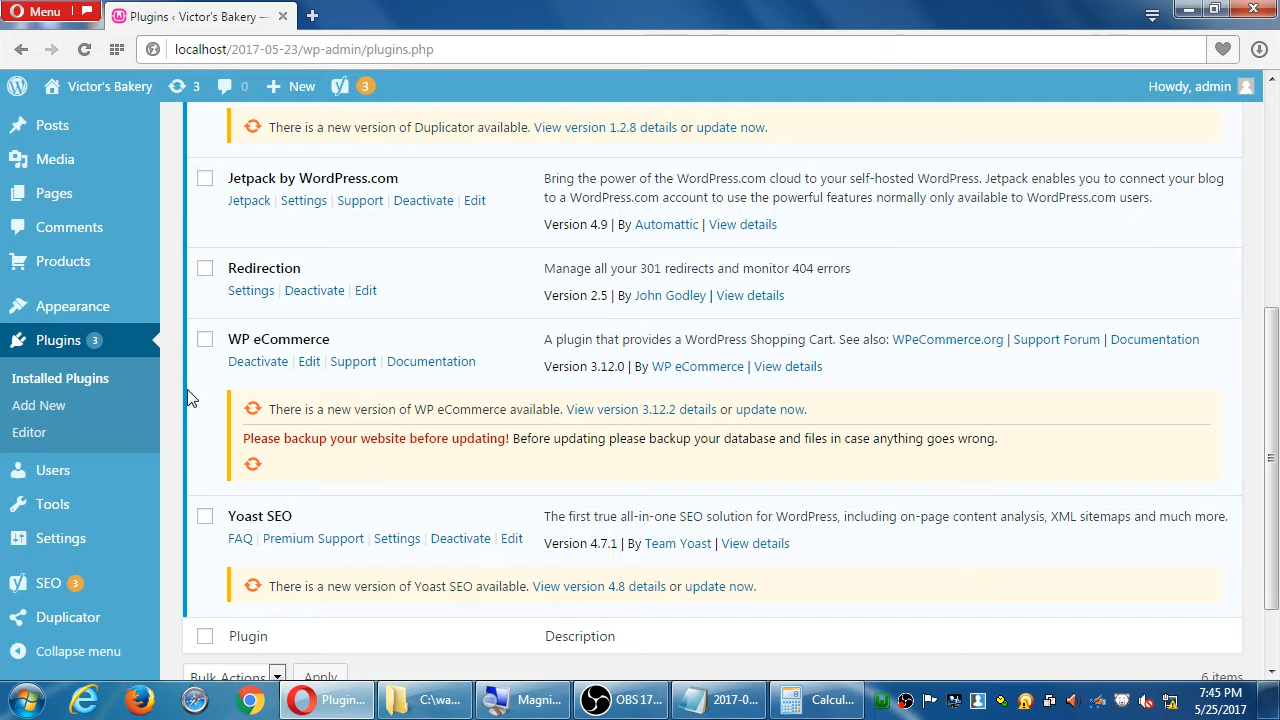 Menu
Plugins ‹ Victor's Bakery —
localhost/2017-05-23/wp-admin/plugins.php
Victor's Bakery 3 0 New 3 Howdy, admin
Posts
Media
Pages
Comments
Products
Appearance
Plugins 3
Installed Plugins
Add New
Editor
Users
Tools
Settings
SEO 3
Duplicator
Collapse menu
There is a new version of Duplicator available. View version 1.2.8 details or update now.
Jetpack by WordPress.com
Jetpack | Settings | Support | Deactivate | Edit
Bring the power of the WordPress.com cloud to your self-hosted WordPress. Jetpack enables you to connect your blog
to a WordPress.com account to use the powerful features normally only available to WordPress.com users.
Version 4.9 | By Automattic | View details
Redirection
Settings | Deactivate | Edit
Manage all your 301 redirects and monitor 404 errors
Version 2.5 | By John Godley | View details
WP eCommerce
Deactivate | Edit | Support | Documentation
A plugin that provides a WordPress Shopping Cart. See also: WPeCommerce.org | Support Forum | Documentation
Version 3.12.0 | By WP eCommerce | View details
There is a new version of WP eCommerce available. View version 3.12.2 details or update now.
Please backup your website before updating! Before updating please backup your database and files in case anything goes wrong.
Yoast SEO
FAQ | Premium Support | Settings | Deactivate | Edit
The first true all-in-one SEO solution for WordPress, including on-page content analysis, XML sitemaps and much more.
Version 4.7.1 | By Team Yoast | View details
There is a new version of Yoast SEO available. View version 4.8 details or update now.
Plugin Description
Bulk Actions Apply 6 items
Plugin... C:\wa... Magni... OBS 17... 2017-0... Calcul...
7:45 PM
5/25/2017